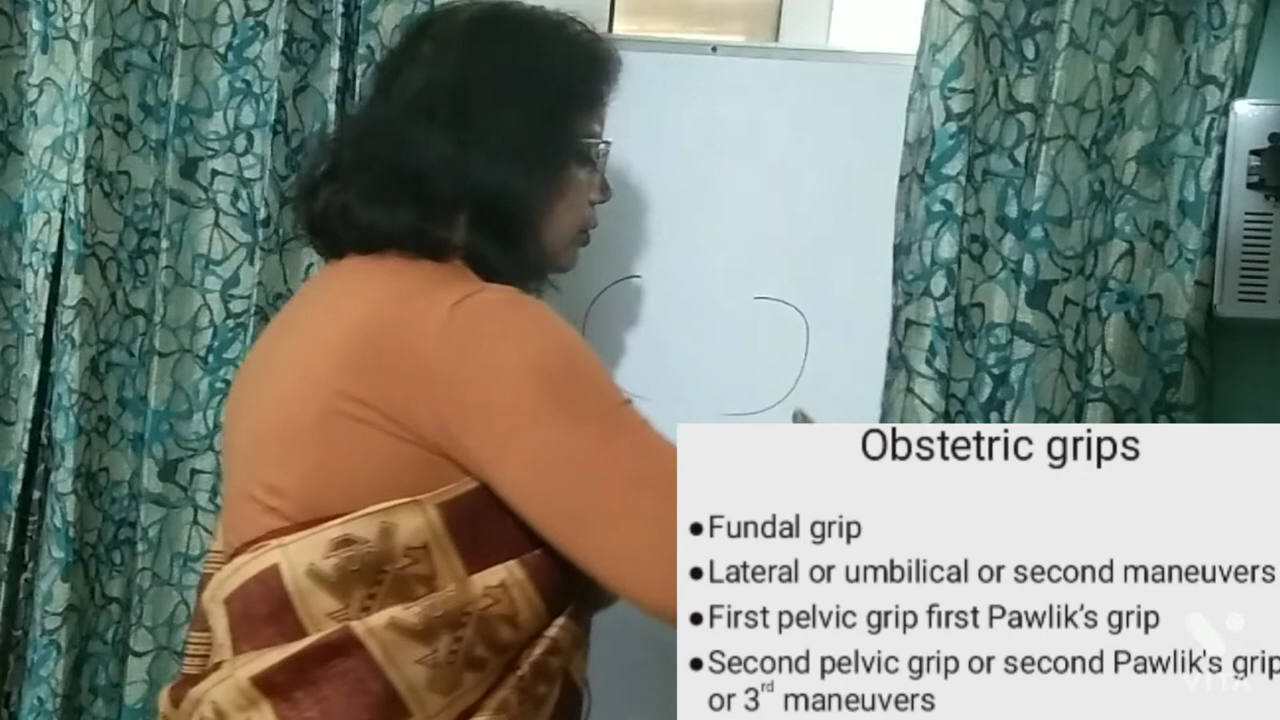 Obstetric grips
●Fundal grip
●Lateral or umbilical or second maneuvers
●First pelvic grip first Pawlik’s grip
●Second pelvic grip or second Pawlik's grip
or 3rd maneuvers
VITA